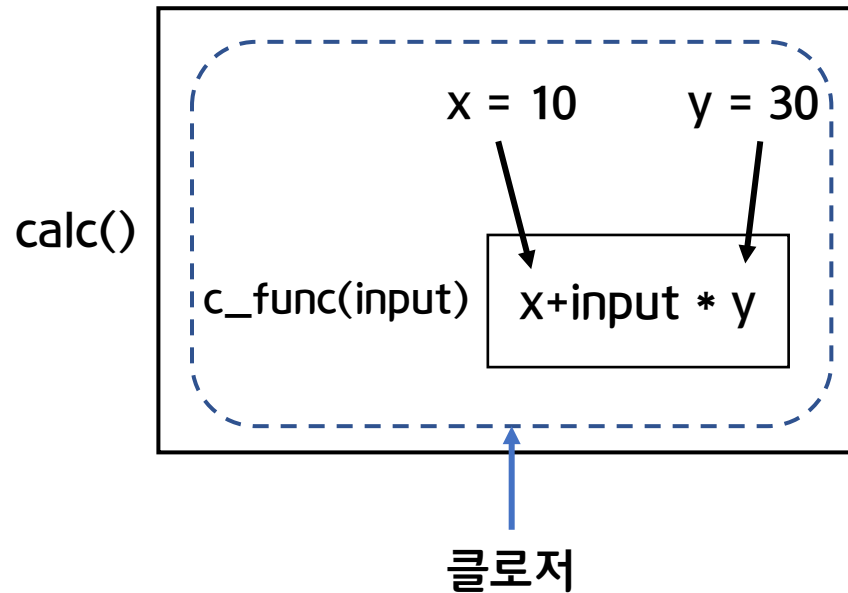 x = 10 y = 30
calc()
c_func(input) x+input * y
클로저